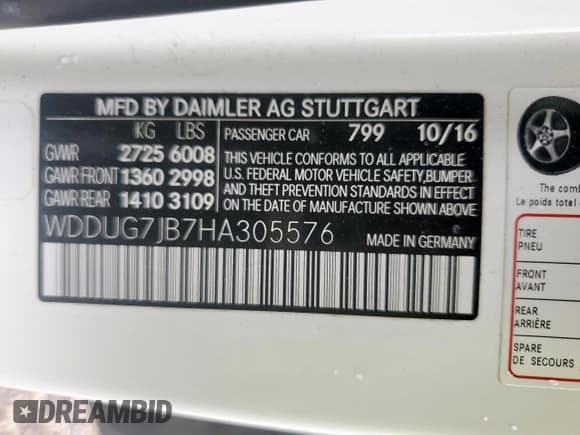 MFD BY DAIMLER AG STUTTGART
KG LBS
PASSENGER CAR 799 10/16
GVWR 2725 6008
GAWR FRONT 1360 2998
GAWR REAR 1410 3109
THIS VEHICLE CONFORMS TO ALL APPLICABLE
U.S. FEDERAL MOTOR VEHICLE SAFETY,BUMPER
AND THEFT PREVENTION STANDARDS IN EFFECT
ON THE DATE OF MANUFACTURE SHOWN ABOVE
WDDUG7JB7HA305576
MADE IN GERMANY
The com
Le poids total
TIRE
PNEU
FRONT
AVANT
REAR
ARRIÈRE
SPARE
DE SECOURS
DREAMBID